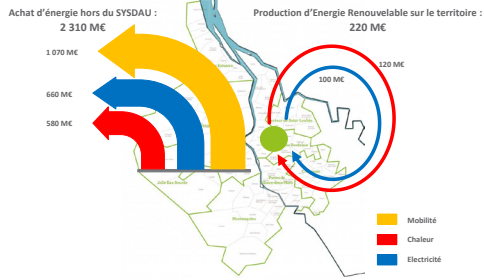 Achat d'énergie hors du SYSDAU :
2 310 M€
Production d'Energie Renouvelable sur le territoire :
220 M€
1 070 M€
660 M€
580 M€
120 M€
100 M€
Mobilité
Chaleur
Electricité